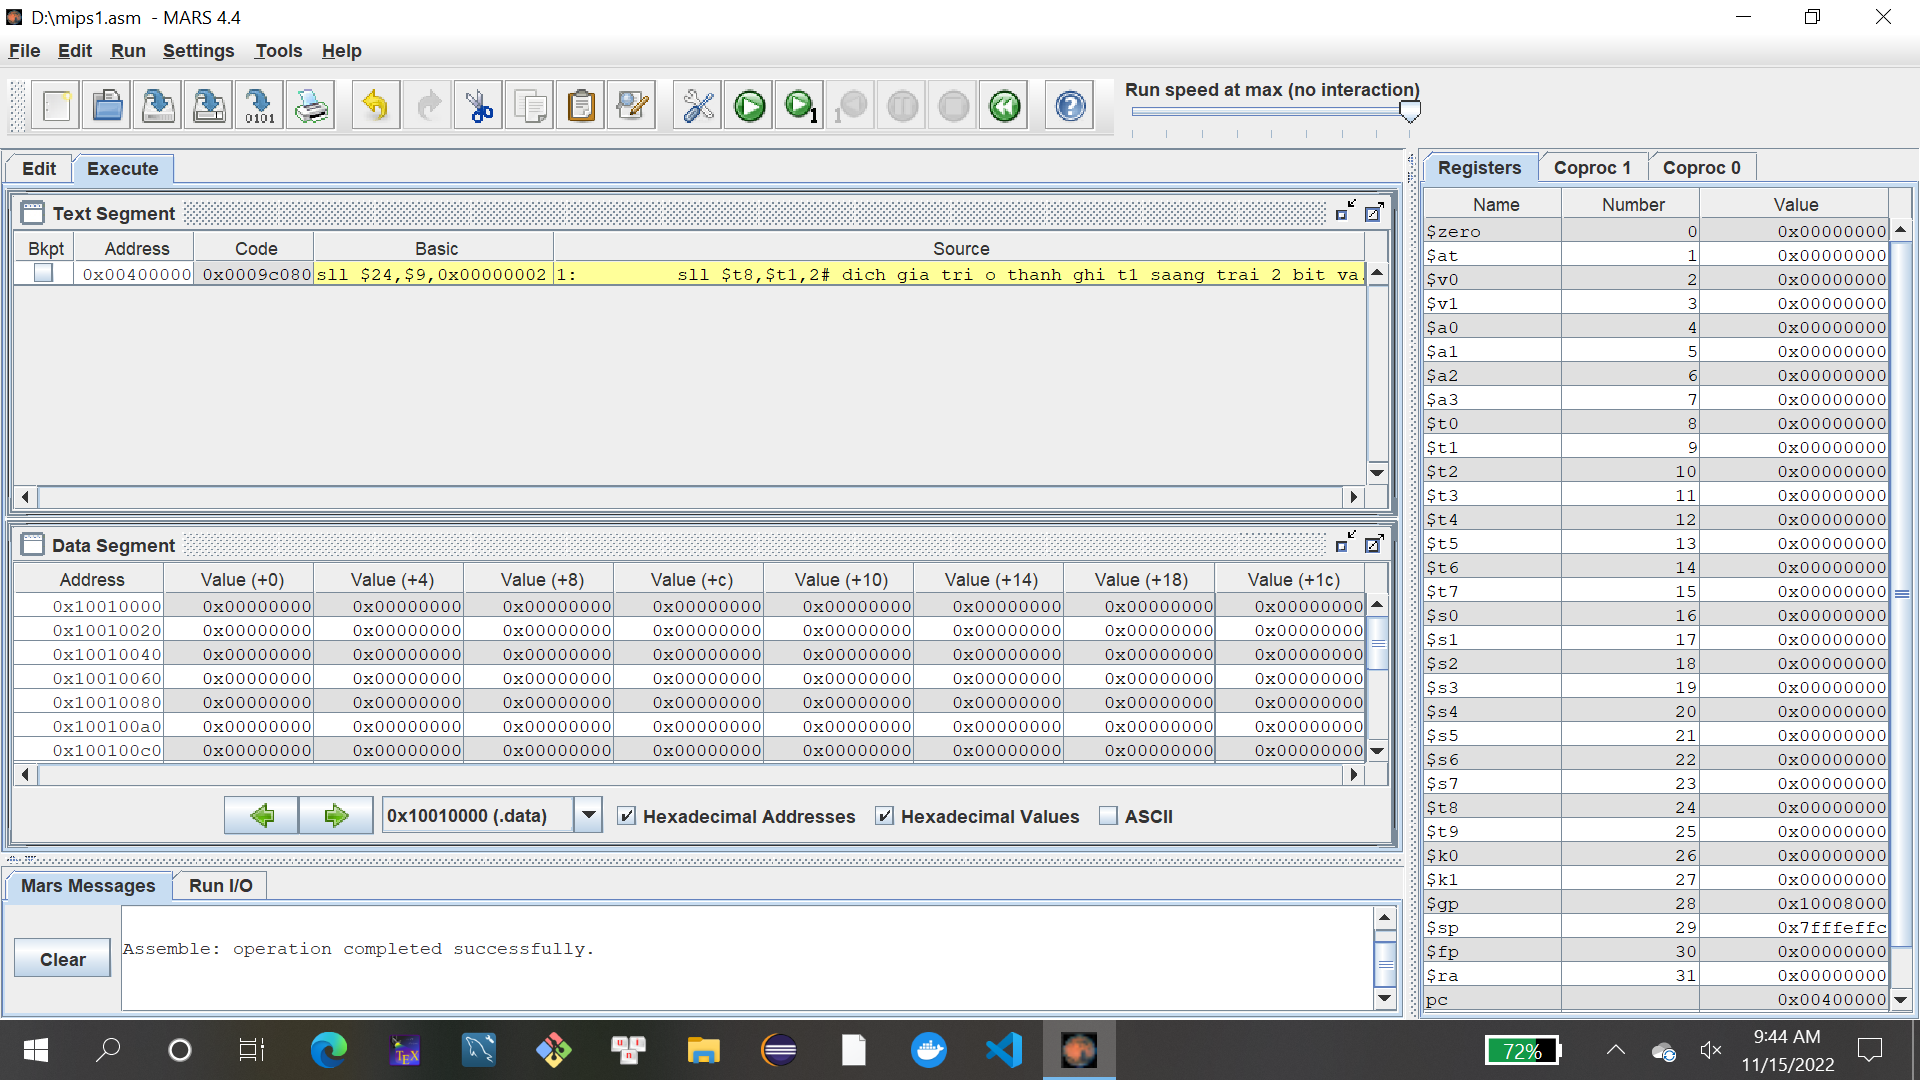 D:\mips1.asm - MARS 4.4
File Edit Run Settings Tools Help
Run speed at max (no interaction)
0101
1
1
Edit Execute
Text Segment
Bkpt Address Code Basic Source
0x00400000 0x0009c080 sll $24,$9,0x00000002 1: sll $t8,$t1,2# dich gia tri o thanh ghi t1 saang trai 2 bit va.
Data Segment
Address Value (+0) Value (+4) Value (+8) Value (+c) Value (+10) Value (+14) Value (+18) Value (+1c)
0x10010000 0x00000000 0x00000000 0x00000000 0x00000000 0x00000000 0x00000000 0x00000000 0x00000000
0x10010020 0x00000000 0x00000000 0x00000000 0x00000000 0x00000000 0x00000000 0x00000000 0x00000000
0x10010040 0x00000000 0x00000000 0x00000000 0x00000000 0x00000000 0x00000000 0x00000000 0x00000000
0x10010060 0x00000000 0x00000000 0x00000000 0x00000000 0x00000000 0x00000000 0x00000000 0x00000000
0x10010080 0x00000000 0x00000000 0x00000000 0x00000000 0x00000000 0x00000000 0x00000000 0x00000000
0x100100a0 0x00000000 0x00000000 0x00000000 0x00000000 0x00000000 0x00000000 0x00000000 0x00000000
0x100100c0 0x00000000 0x00000000 0x00000000 0x00000000 0x00000000 0x00000000 0x00000000 0x00000000
0x10010000 (.data) Hexadecimal Addresses Hexadecimal Values ASCII
Mars Messages Run I/O
Assemble: operation completed successfully.
Clear
Registers Coproc 1 Coproc 0
Name Number Value
$zero 0 0x00000000
$at 1 0x00000000
$v0 2 0x00000000
$v1 3 0x00000000
$a0 4 0x00000000
$a1 5 0x00000000
$a2 6 0x00000000
$a3 7 0x00000000
$t0 8 0x00000000
$t1 9 0x00000000
$t2 10 0x00000000
$t3 11 0x00000000
$t4 12 0x00000000
$t5 13 0x00000000
$t6 14 0x00000000
$t7 15 0x00000000
$s0 16 0x00000000
$s1 17 0x00000000
$s2 18 0x00000000
$s3 19 0x00000000
$s4 20 0x00000000
$s5 21 0x00000000
$s6 22 0x00000000
$s7 23 0x00000000
$t8 24 0x00000000
$t9 25 0x00000000
$k0 26 0x00000000
$k1 27 0x00000000
$gp 28 0x10008000
$sp 29 0x7fffeffc
$fp 30 0x00000000
$ra 31 0x00000000
pc 0x00400000
TEX
u i n
72%
9:44 AM
11/15/2022